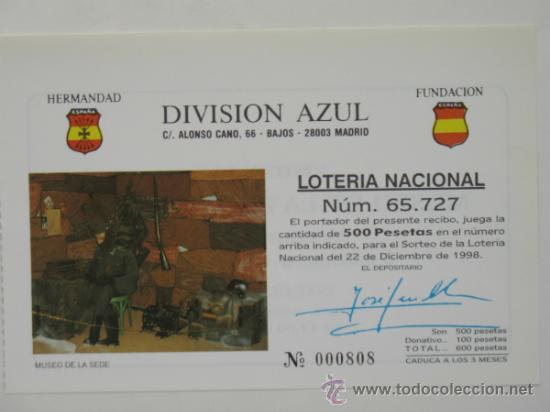 HERMANDAD
ESPAÑA
FUNDACION
ESPAÑA
DIVISION AZUL
C/. ALONSO CANO, 66 - BAJOS - 28003 MADRID
LOTERIA NACIONAL
Núm. 65.727
El portador del presente recibo, juega la
cantidad de 500 Pesetas en el número
arriba indicado, para el Sorteo de la Lotería
Nacional del 22 de Diciembre de 1998.
EL DEPOSITARIO
Son 500 pesetas
Donativo.. 100 pesetas
TOTAL... 600 pesetas
MUSEO DE LA SEDE
Nº 000808
CADUCA A LOS 3 MESES
www.todocoleccion.net